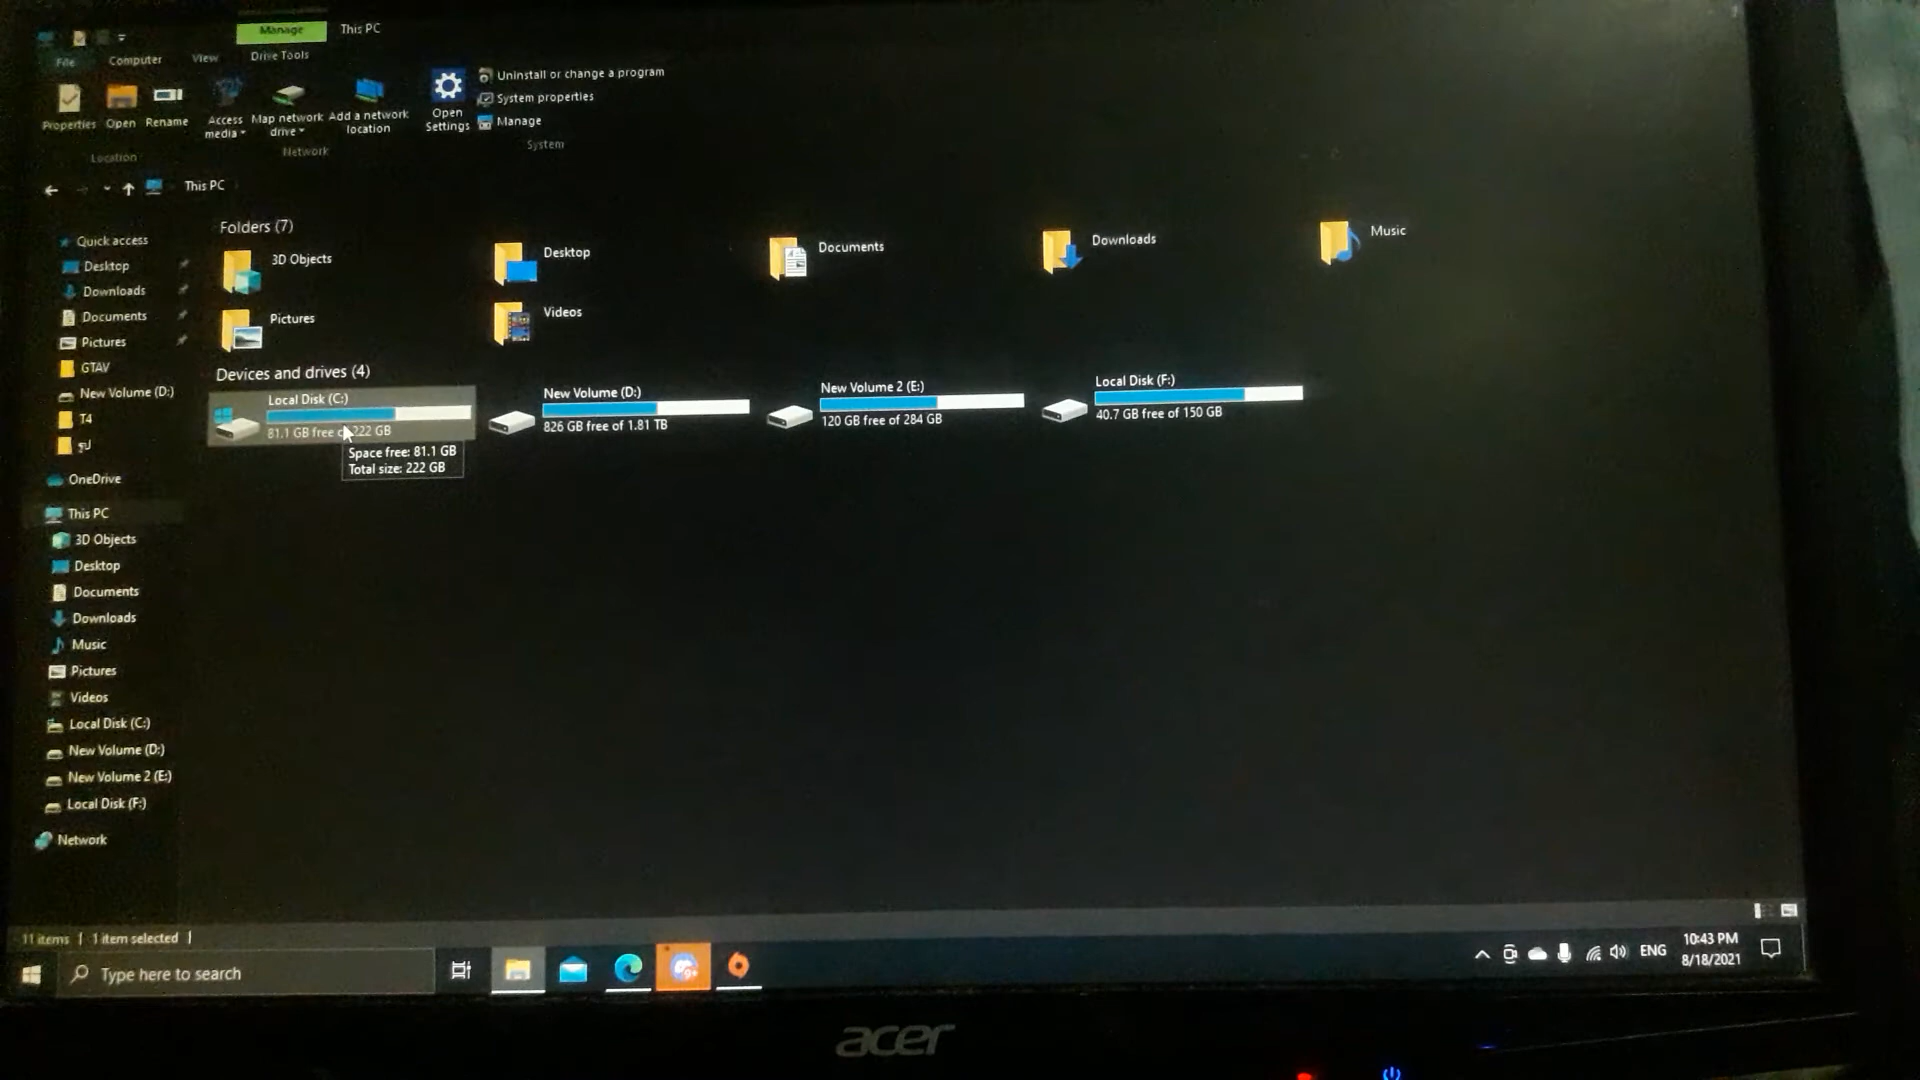 Manage
This PC
File
Computer
View
Drive Tools
Properties
Open
Rename
Access media
Map network drive
Add a network location
Open Settings
Uninstall or change a program
System properties
Manage
Location
Network
System
This PC
Quick access
Desktop
Downloads
Documents
Pictures
GTAV
New Volume (D:)
T4
รูป
OneDrive
This PC
3D Objects
Desktop
Documents
Downloads
Music
Pictures
Videos
Local Disk (C:)
New Volume (D:)
New Volume 2 (E:)
Local Disk (F:)
Network
Folders (7)
3D Objects
Desktop
Documents
Downloads
Music
Pictures
Videos
Devices and drives (4)
Local Disk (C:)
81.1 GB free of 222 GB
New Volume (D:)
826 GB free of 1.81 TB
New Volume 2 (E:)
120 GB free of 284 GB
Local Disk (F:)
40.7 GB free of 150 GB
Space free: 81.1 GB
Total size: 222 GB
11 items
1 item selected
Type here to search
9+
ENG
10:43 PM
8/18/2021
acer